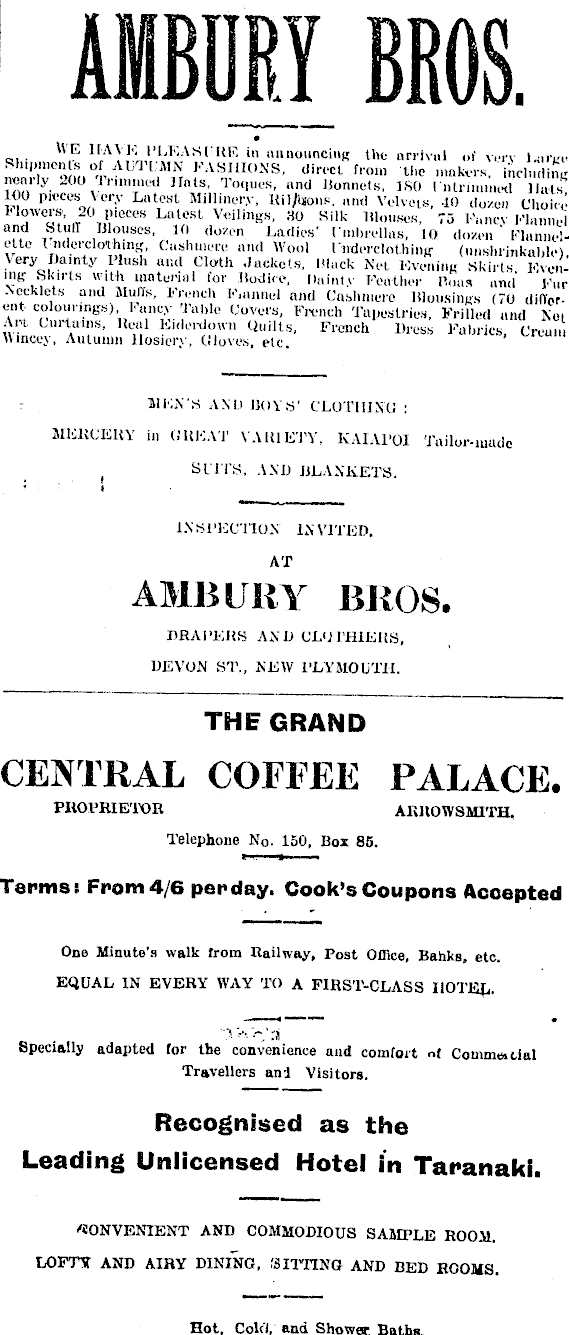 AMBURY BROS.
WE HAVE PLEASURE in announcing the arrival of very Large
Shipments of AUTUMN FASHIONS, direct from the makers, including
nearly 200 Trimmed Hats, Toques, and Bonnets, 180 Untrimmed Hats,
100 pieces Very Latest Millinery, Ribbons, and Velvets, 40 dozen Choice
Flowers, 20 pieces Latest Veilings, 30 Silk Blouses, 75 Fancy Flannel
and Stuff Blouses, 10 dozen Ladies' Umbrellas, 10 dozen Flannel-
ette Underclothing, Cashmere and Wool Underclothing (unshrinkable),
Very Dainty Plush and Cloth Jackets, Black Net Evening Skirts, Even-
ing Skirts with material for Bodice, Dainty Feather Boas and Fur
Necklets and Muffs, French Flannel and Cashmere Blousings (70 differ-
ent colourings), Fancy Table Covers, French Tapestries, Frilled and Net
Art Curtains, Real Eiderdown Quilts, French Dress Fabrics, Cream
Wincey, Autumn Hosiery, Gloves, etc.
MEN'S AND BOYS' CLOTHING :
MERCERY in GREAT VARIETY, KAIAPOI Tailor-made
SUITS, AND BLANKETS.
INSPECTION INVITED,
AT
AMBURY BROS.
DRAPERS AND CLOTHIERS,
DEVON ST., NEW PLYMOUTH.
THE GRAND
CENTRAL COFFEE PALACE.
PROPRIETOR ARROWSMITH.
Telephone No. 150, Box 85.
Terms: From 4/6 per day. Cook's Coupons Accepted
One Minute's walk from Railway, Post Office, Banks, etc.
EQUAL IN EVERY WAY TO A FIRST-CLASS HOTEL.
Specially adapted for the convenience and comfort of Commercial
Travellers and Visitors.
Recognised as the
Leading Unlicensed Hotel in Taranaki.
CONVENIENT AND COMMODIOUS SAMPLE ROOM.
LOFTY AND AIRY DINING, SITTING AND BED ROOMS.
Hot, Cold, and Shower Baths.